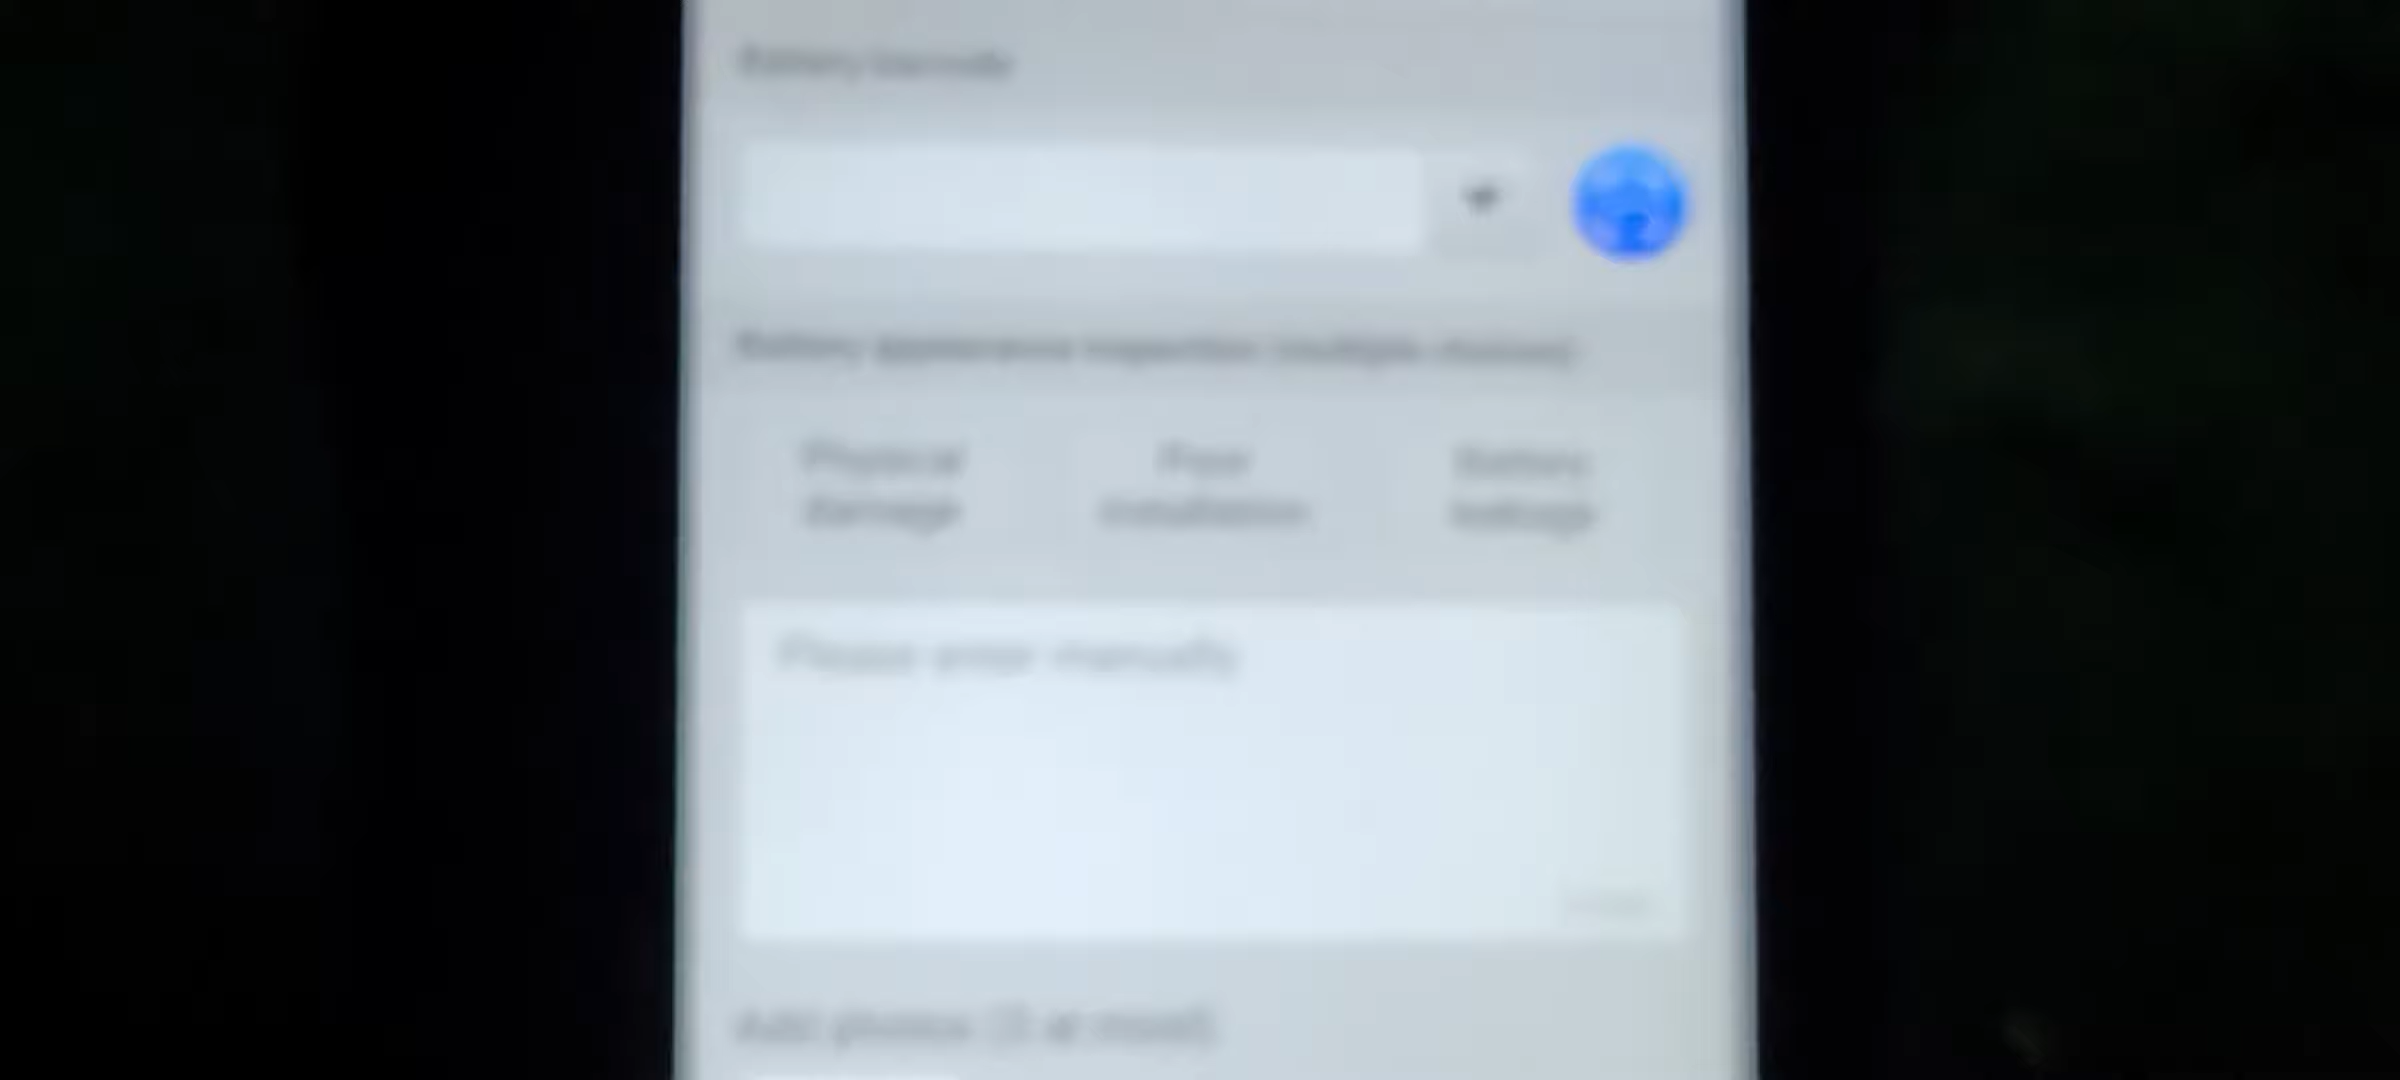 Battery barcode
Battery appearance inspection (multiple choices)
Physical
damage
Poor
installation
Battery
leakage
Please enter manually
Add photos (3 at most)